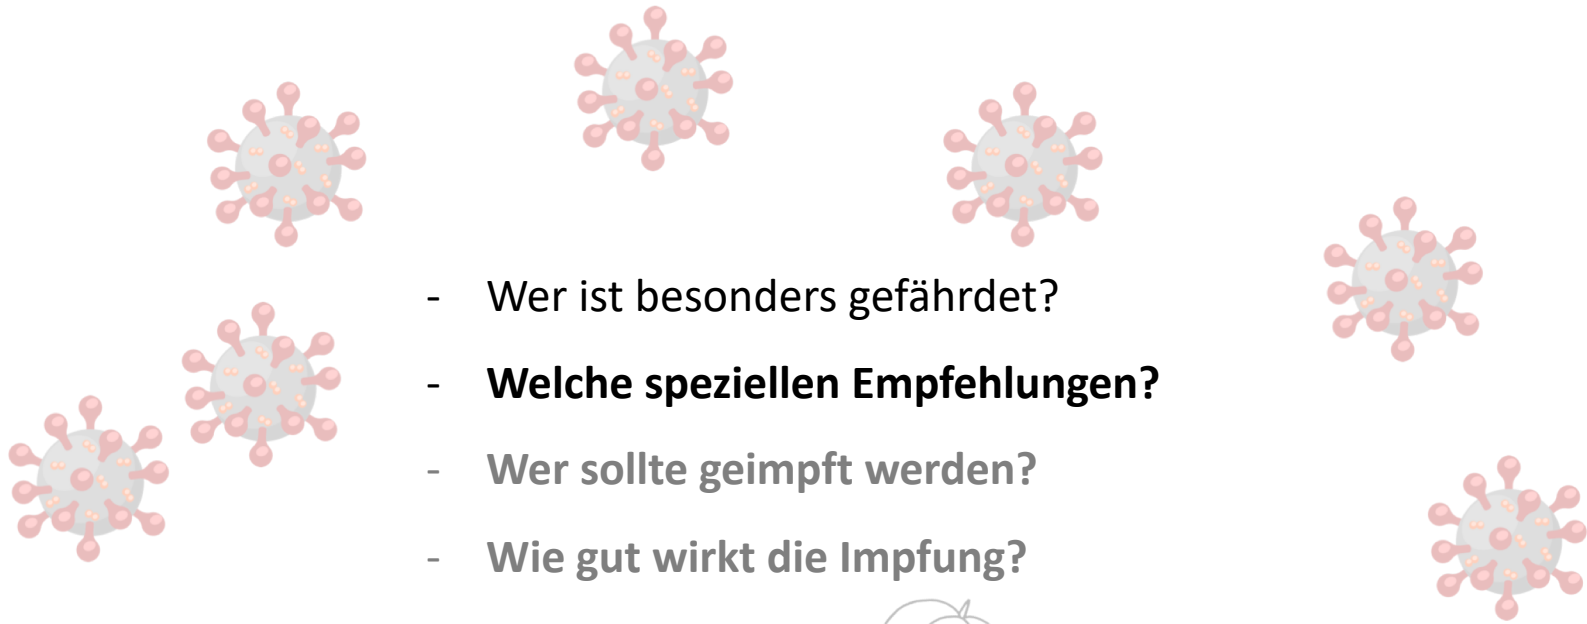 - Wer ist besonders gefährdet?
- Welche speziellen Empfehlungen?
- Wer sollte geimpft werden?
- Wie gut wirkt die Impfung?